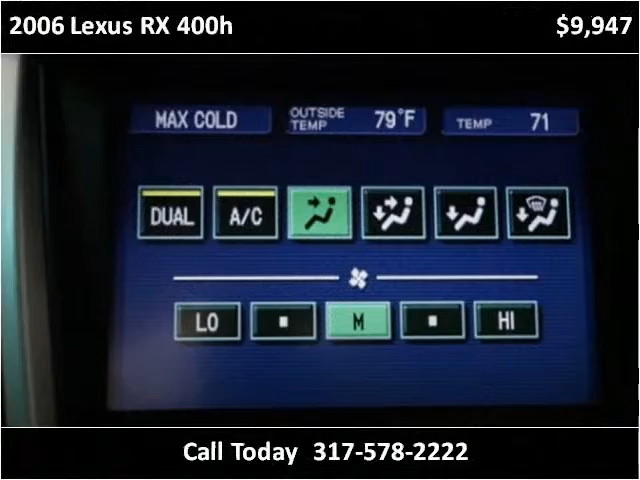 2006 Lexus RX 400h $9,947
MAX COLD OUTSIDE TEMP 79°F TEMP 71
DUAL A/C
LO M HI
Call Today 317-578-2222